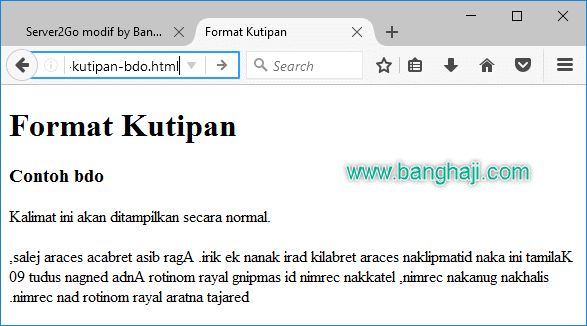 Server2Go modif by Ban...
Format Kutipan
-kutipan-bdo.html
Search
Format Kutipan
Contoh bdo
www.banghaji.com
Kalimat ini akan ditampilkan secara normal.
,salej araces acabret asib ragA .irik ek nanak irad kilabret araces naklipmatid naka ini tamilaK
09 tudus nagned adnA rotinom rayal gnipmas id nimrec nakkatel ,nimrec nakanug nakhalis
.nimrec nad rotinom rayal aratna tajared